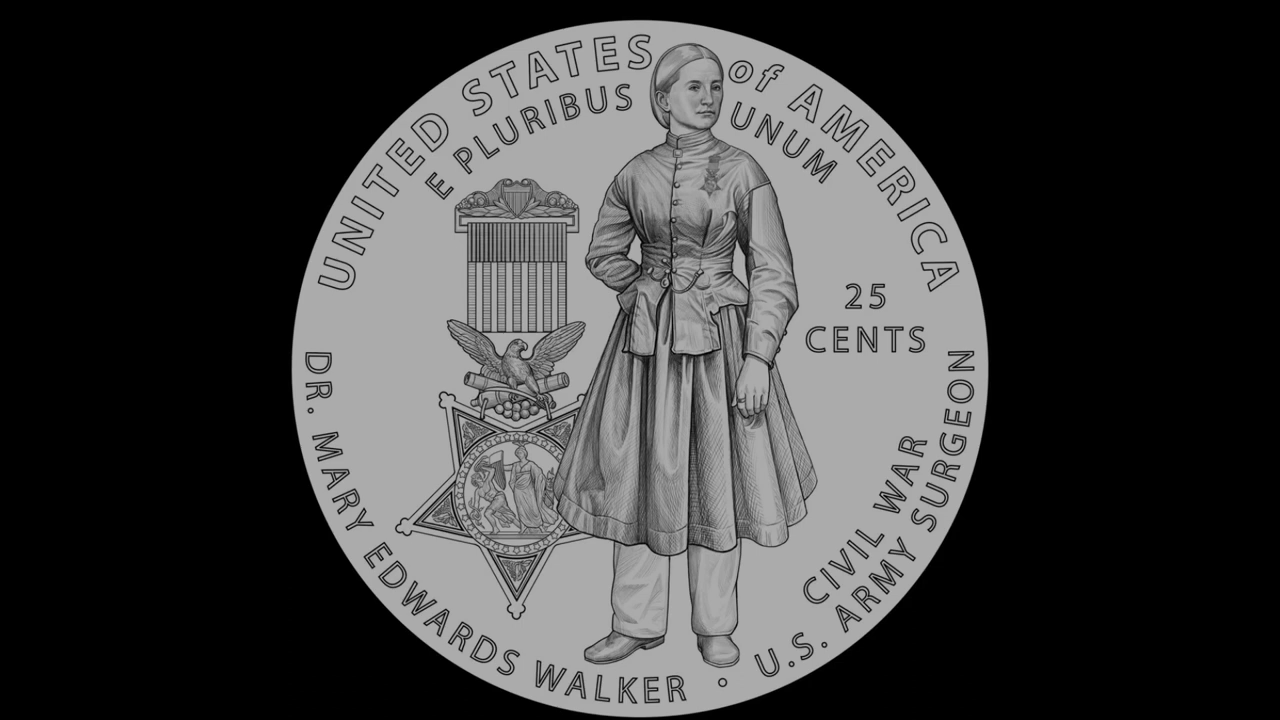 UNITED STATES of AMERICA
E PLURIBUS UNUM
25
CENTS
DR. MARY EDWARDS WALKER • U.S. ARMY SURGEON
CIVIL WAR